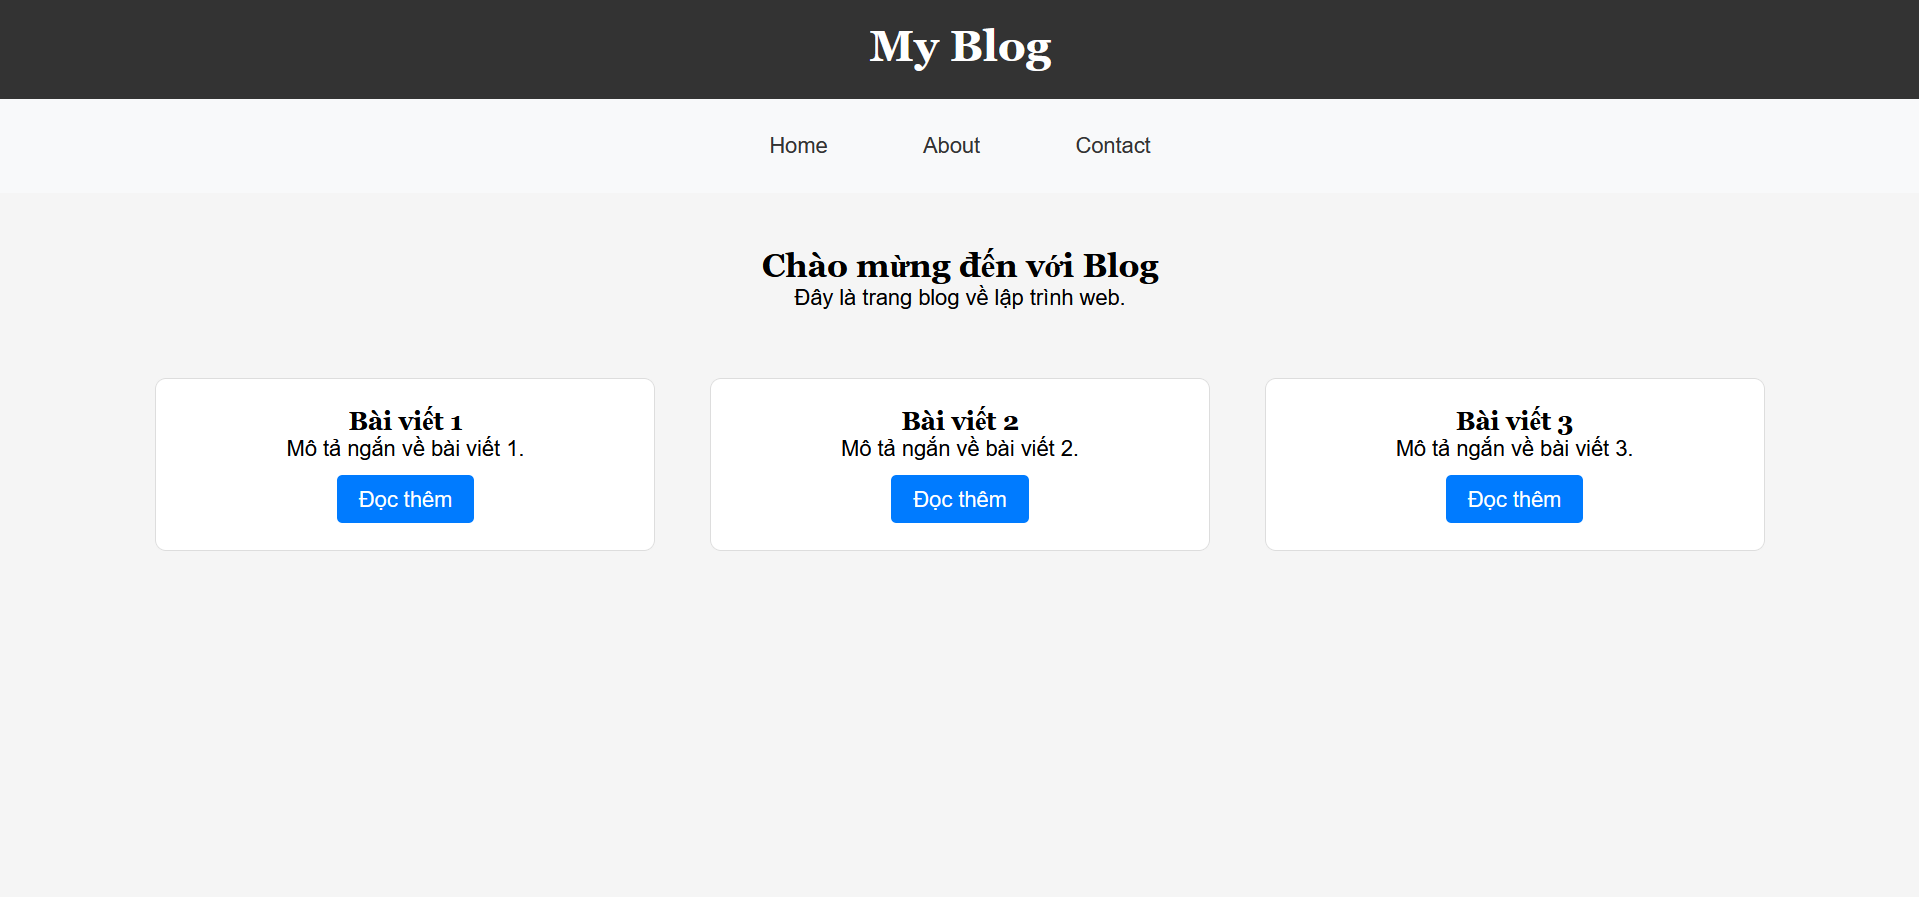 My Blog
Home About Contact
Chào mừng đến với Blog
Đây là trang blog về lập trình web.
Bài viết 1
Mô tả ngắn về bài viết 1.
Đọc thêm
Bài viết 2
Mô tả ngắn về bài viết 2.
Đọc thêm
Bài viết 3
Mô tả ngắn về bài viết 3.
Đọc thêm